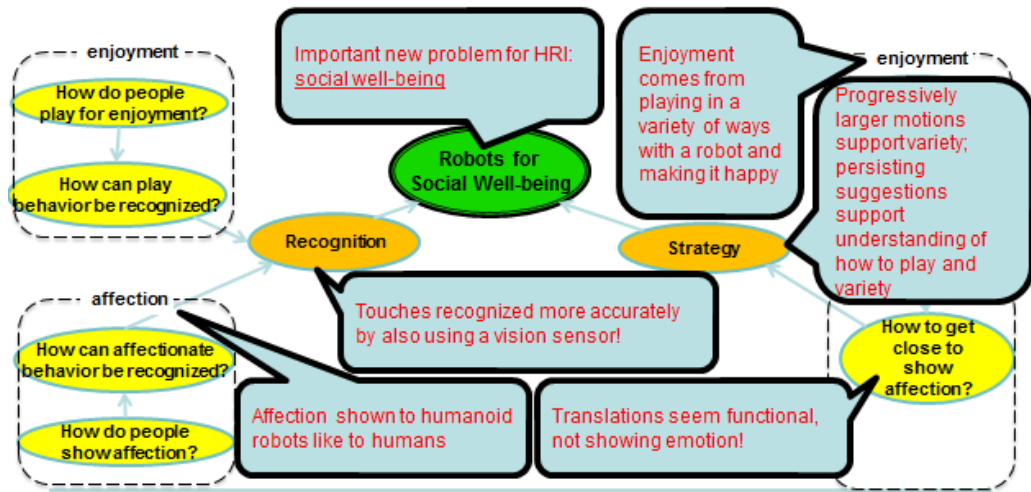 enjoyment
How do people
play for enjoyment?
How can play
behavior be recognized?
Important new problem for HRI:
social well-being
Robots for
Social Well-being
Recognition
Strategy
Enjoyment
comes from
playing in a
variety of ways
with a robot and
making it happy
enjoyment
Progressively
larger motions
support variety;
persisting
suggestions
support
understanding of
how to play and
variety
affection
How can affectionate
behavior be recognized?
How do people
show affection?
Touches recognized more accurately
by also using a vision sensor!
Affection shown to humanoid
robots like to humans
Translations seem functional,
not showing emotion!
How to get
close to
show
affection?